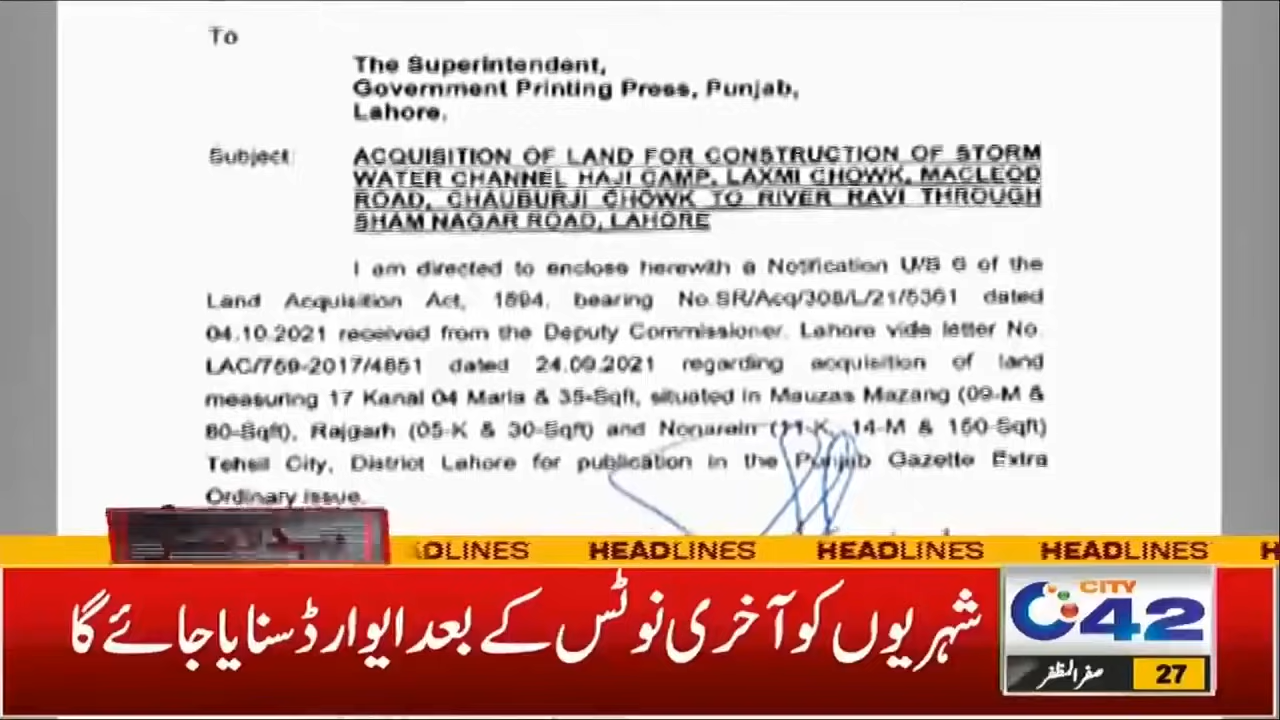 To
The Superintendent,
Government Printing Press, Punjab,
Lahore.
Subject: ACQUISITION OF LAND FOR CONSTRUCTION OF STORM
WATER CHANNEL HAJI CAMP, LAXMI CHOWK, MACLEOD
ROAD, CHAUBURJI CHOWK TO RIVER RAVI THROUGH
SHAM NAGAR ROAD, LAHORE
I am directed to enclose herewith a Notification U/S 6 of the
Land Acquisition Act, 1894, bearing No.SR/Acq/308/L/21/5361 dated
04.10.2021 received from the Deputy Commissioner, Lahore vide letter No.
LAC/759-2017/4851 dated 24.09.2021 regarding acquisition of land
measuring 17 Kanal 04 Marla & 35-Sqft, situated in Mauzas Mazang (09-M &
80-Sqft), Rajgarh (05-K & 30-Sqft) and Nonarein (11-K, 14-M & 150-Sqft)
Tehsil City, District Lahore for publication in the Punjab Gazette Extra
Ordinary issue.
DLINES HEADLINES HEADLINES HEADLINES H
شہریوں کو آخری نوٹس کے بعد ایوارڈ سنایا جائے گا
CITY
42
صفر المظفر 27